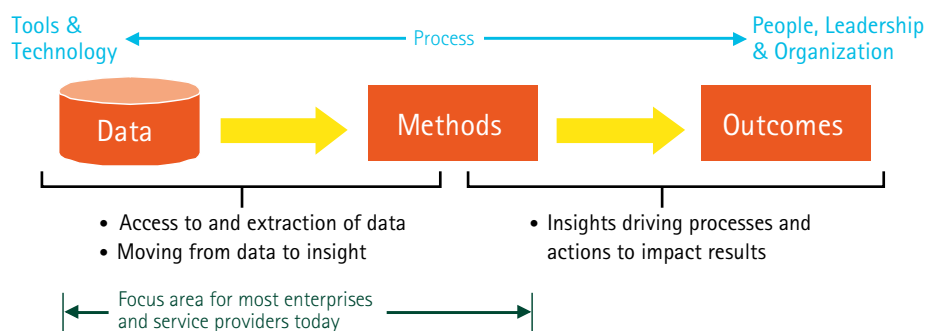 Tools &
Technology
Process
People, Leadership
& Organization
Data
Methods
Outcomes
• Access to and extraction of data
• Moving from data to insight
• Insights driving processes and
actions to impact results
Focus area for most enterprises
and service providers today